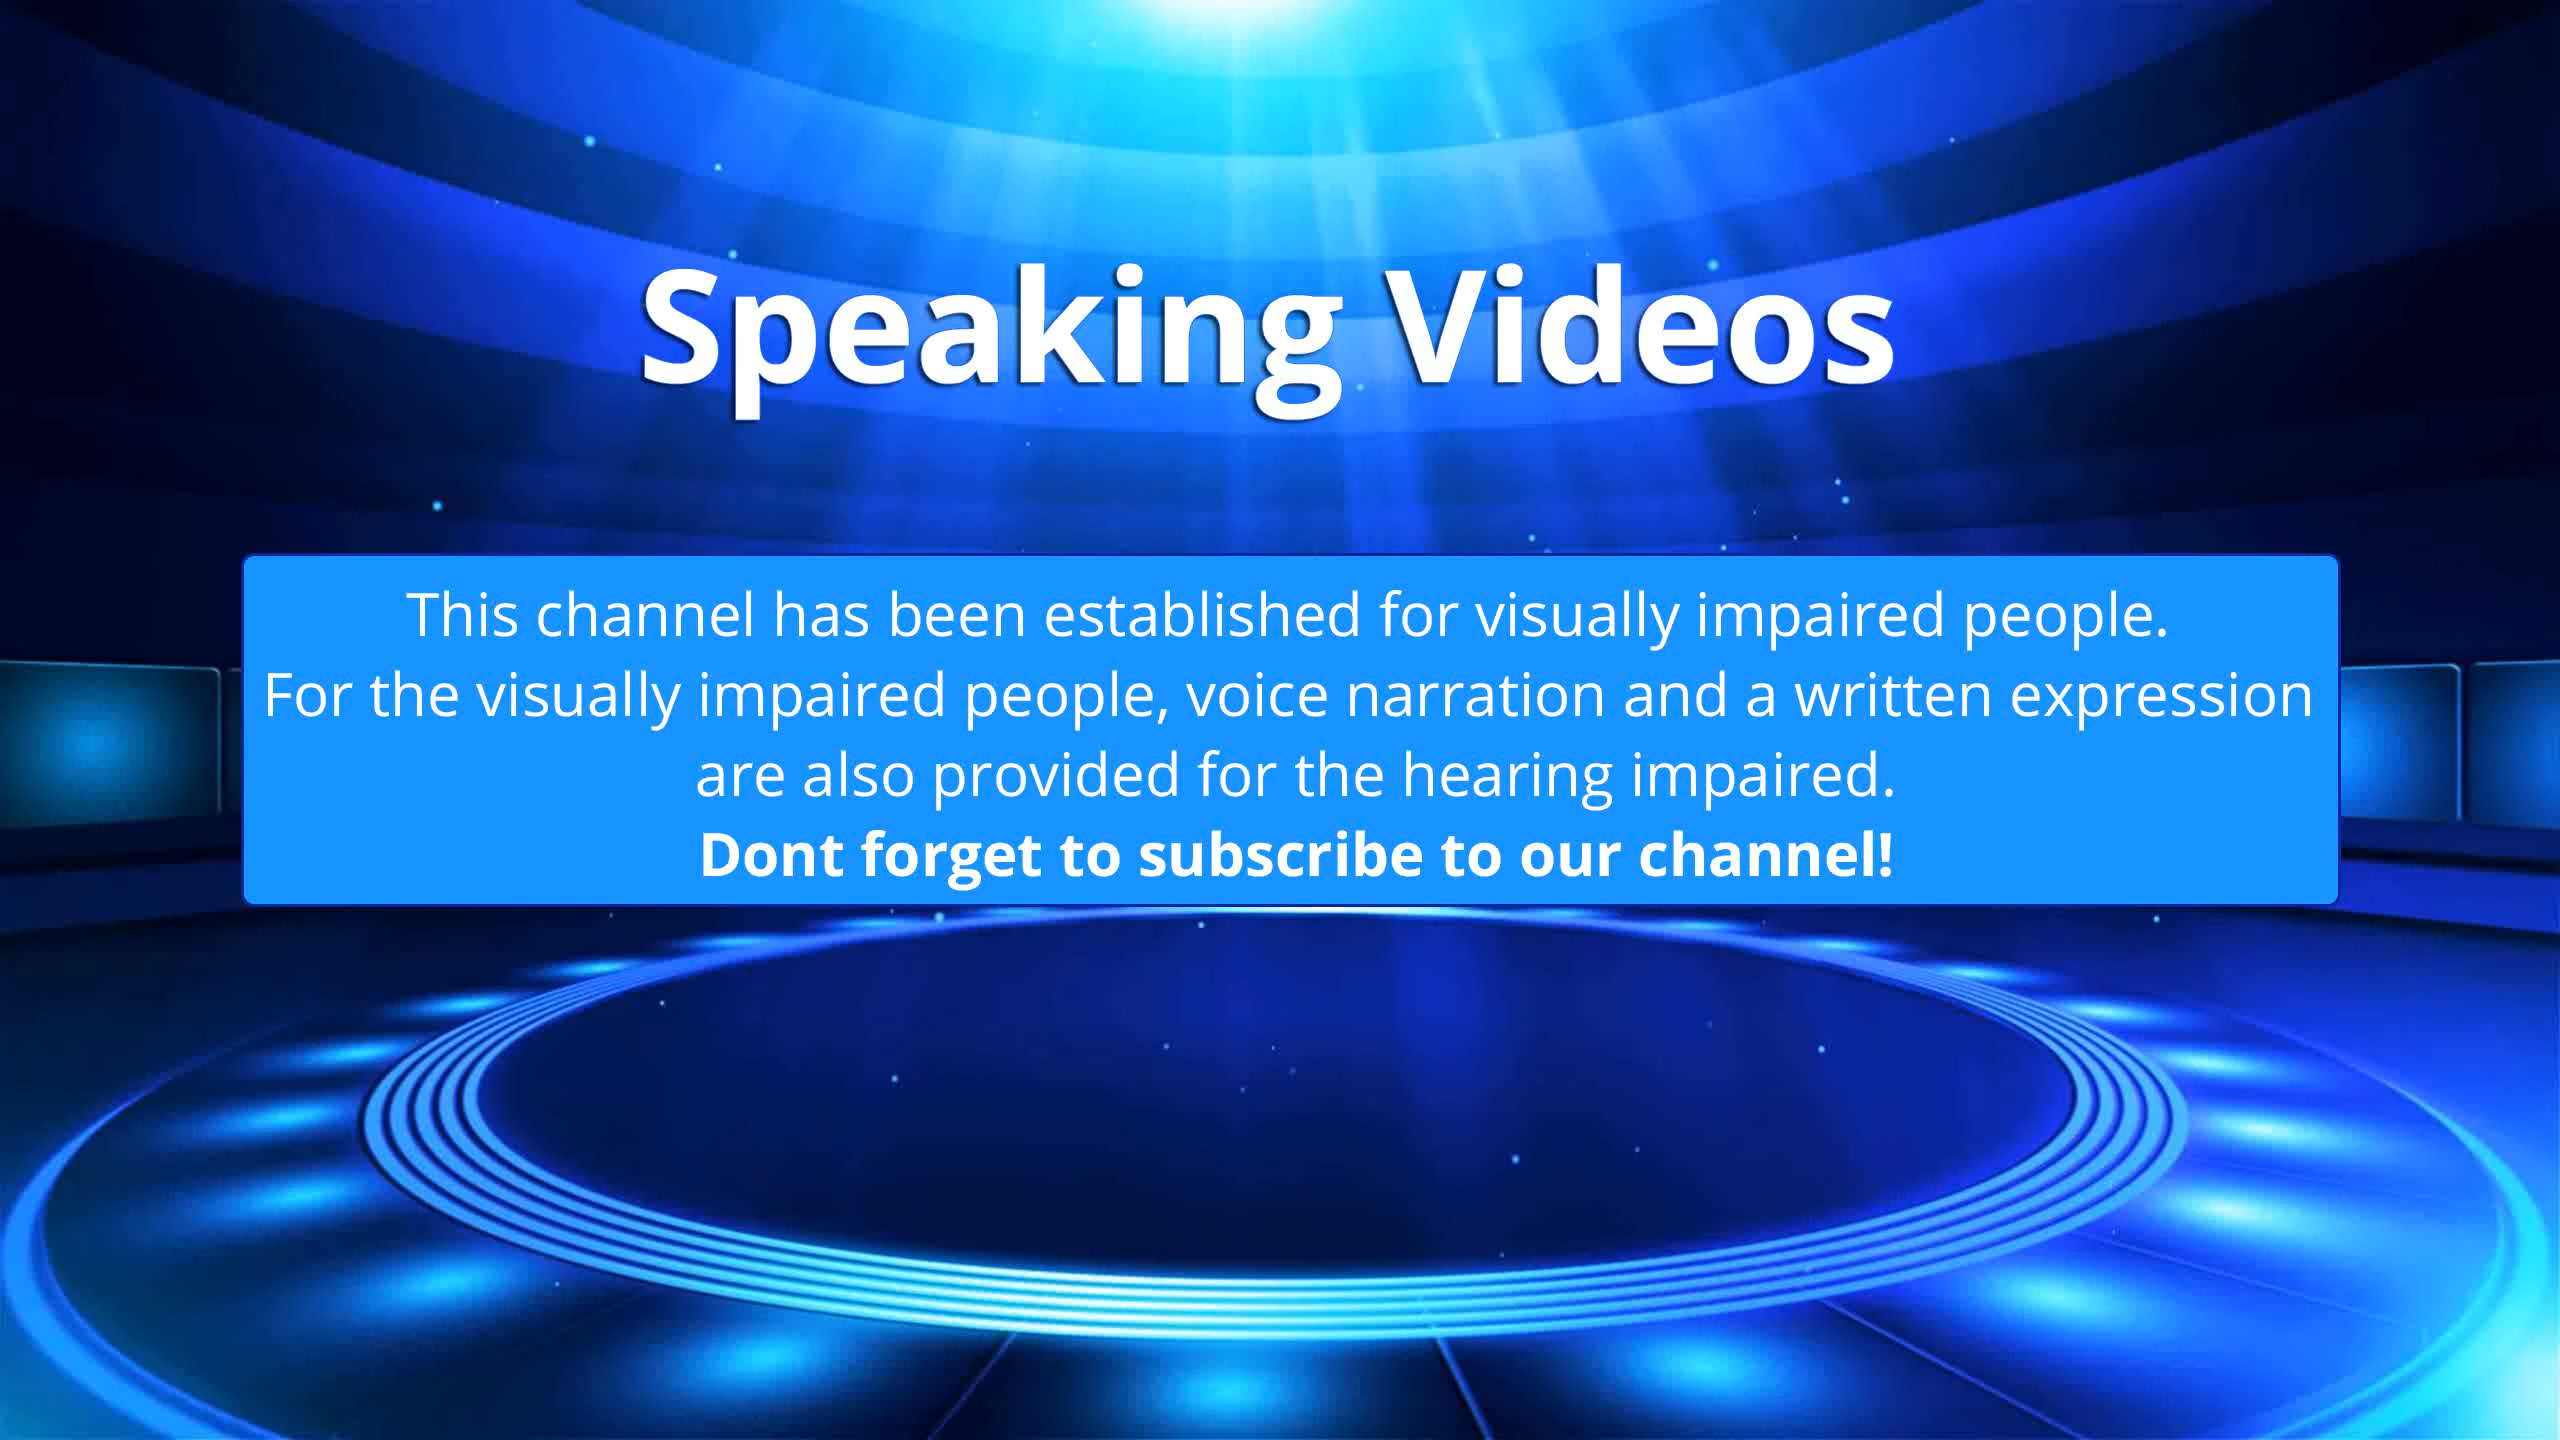 Speaking Videos
This channel has been established for visually impaired people.
For the visually impaired people, voice narration and a written expression
are also provided for the hearing impaired.
Dont forget to subscribe to our channel!